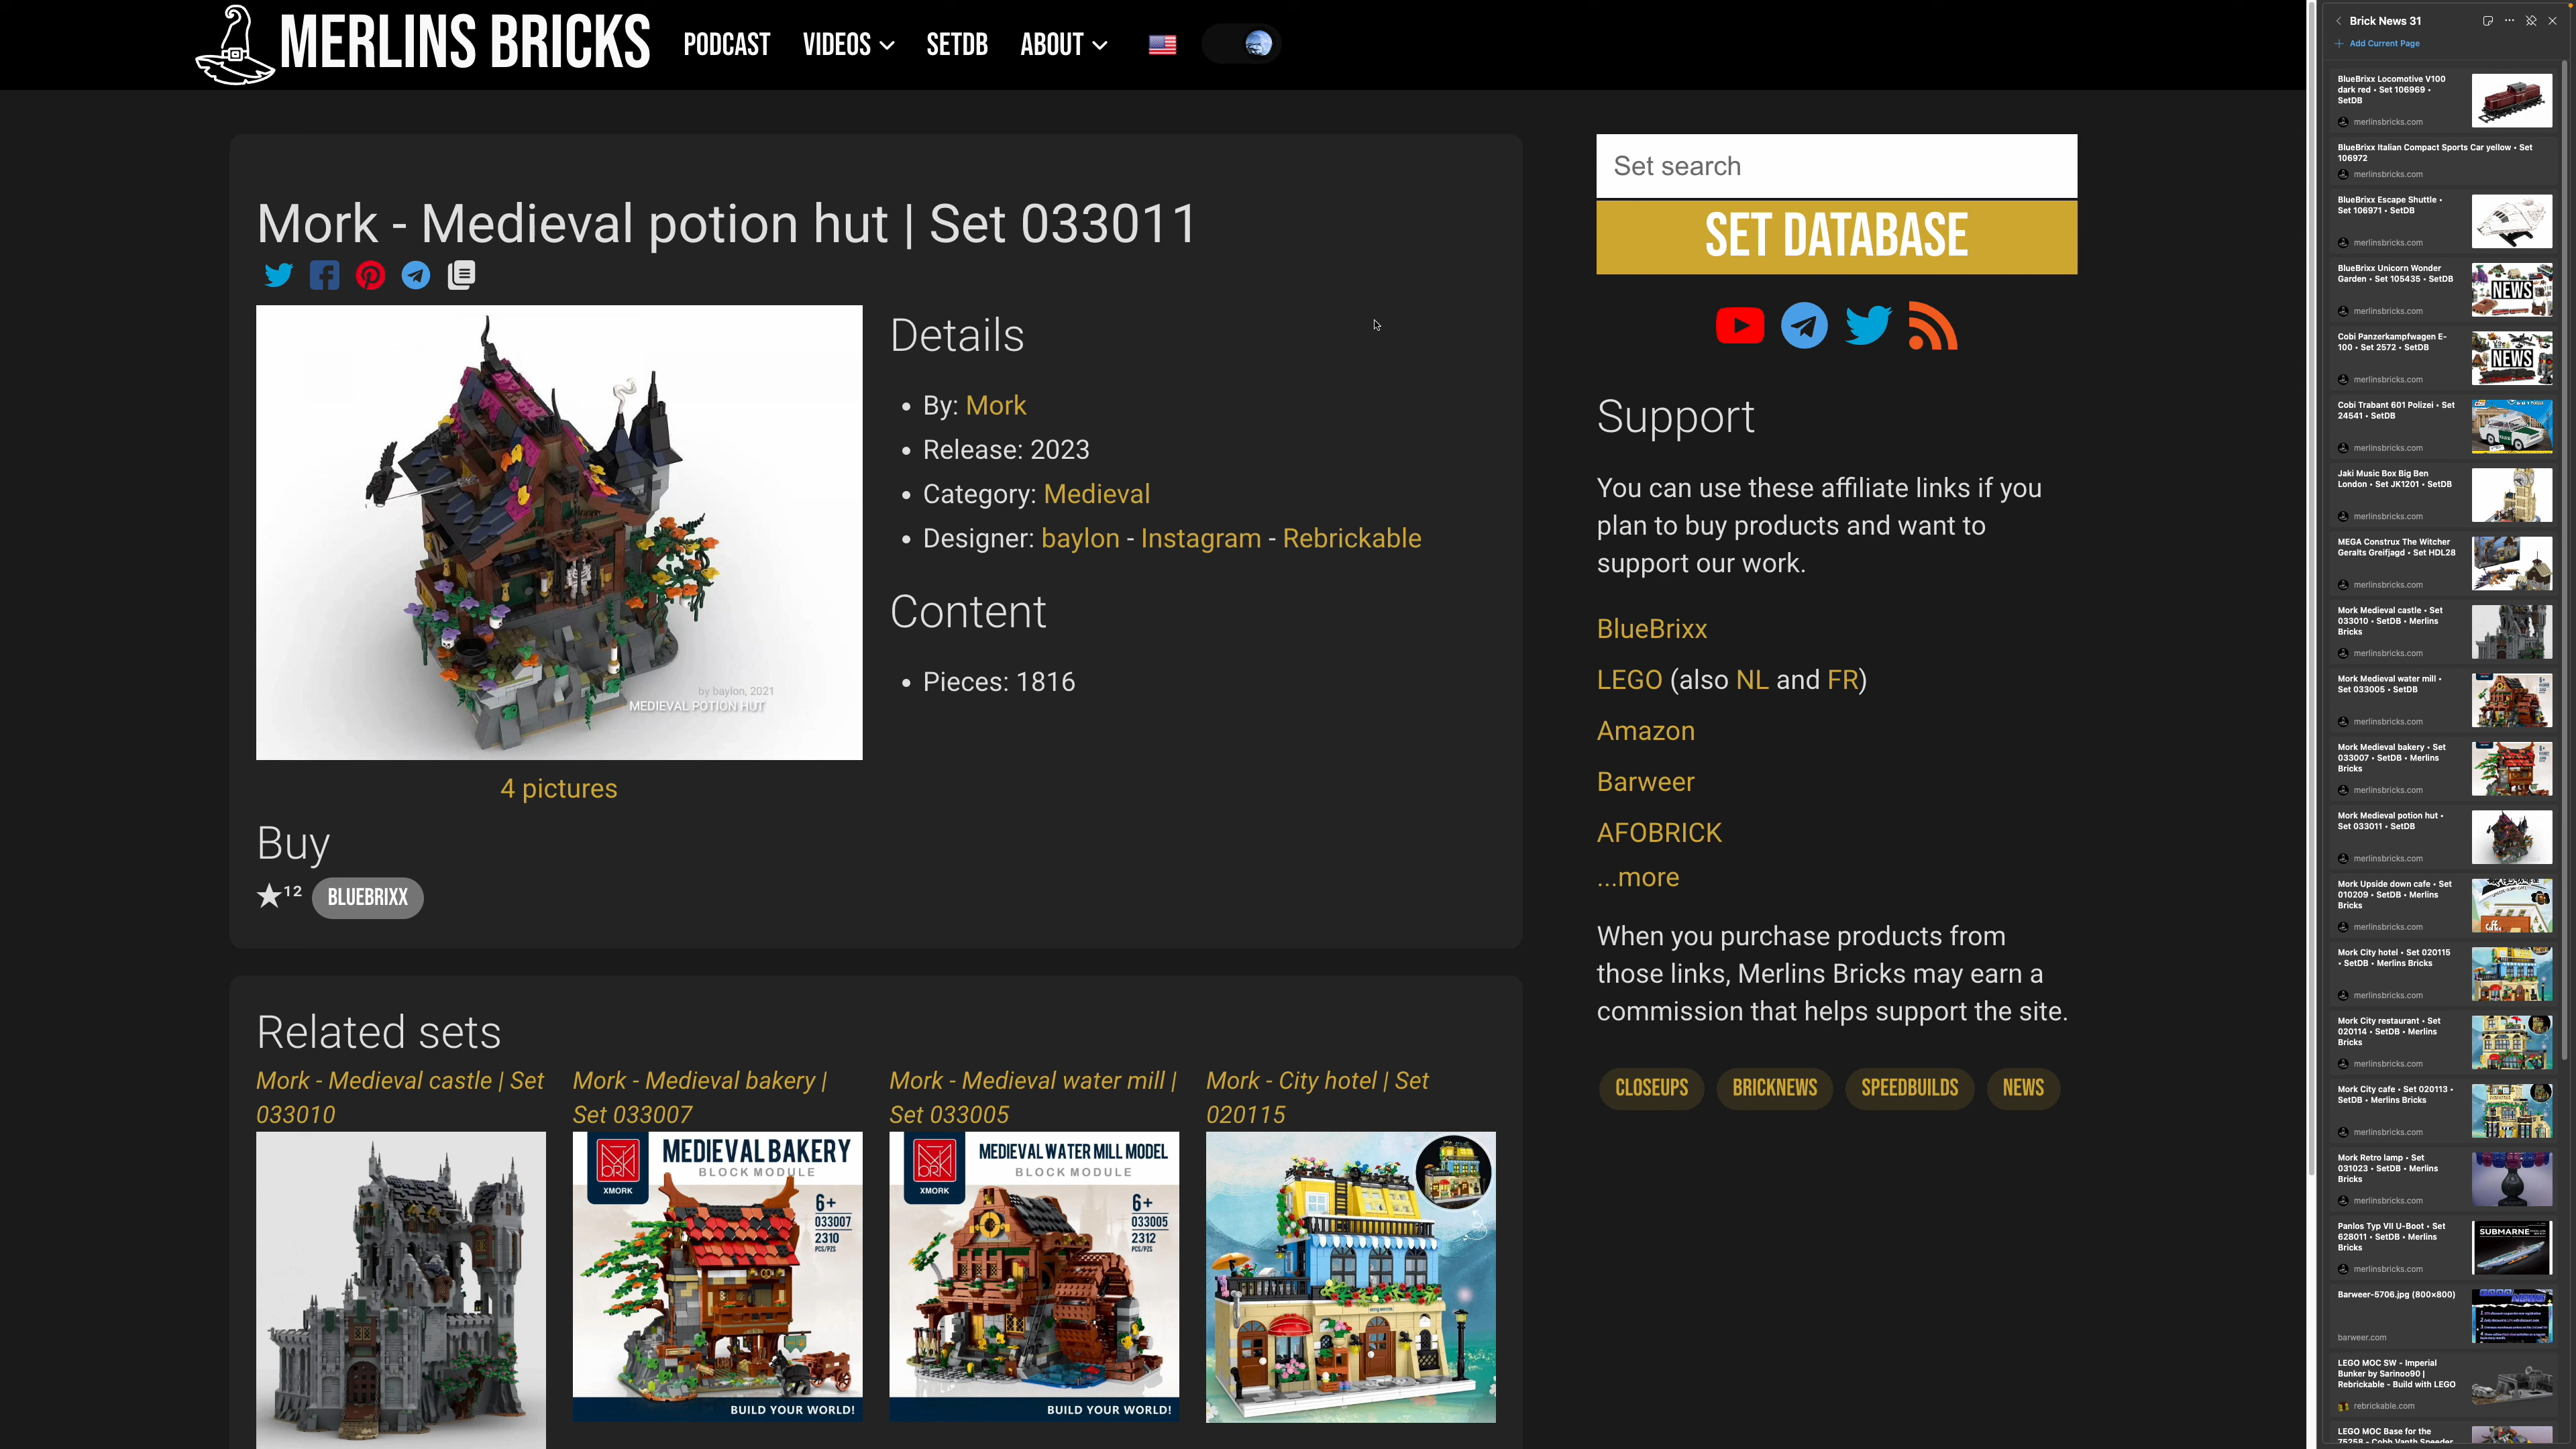 MERLINS BRICKS
PODCAST
VIDEOS
SETDB
ABOUT
Mork - Medieval potion hut | Set 033011
by baylon, 2021
MEDIEVAL POTION HUT
4 pictures
Details
By: Mork
Release: 2023
Category: Medieval
Designer: baylon - Instagram - Rebrickable
Content
Pieces: 1816
Buy
★12
BLUEBRIXX
Related sets
Mork - Medieval castle | Set
033010
Mork - Medieval bakery |
Set 033007
XMORK
MEDIEVAL BAKERY
BLOCK MODULE
6+
033007
2310
PCS/PZS
BUILD YOUR WORLD!
Mork - Medieval water mill |
Set 033005
XMORK
MEDIEVAL WATER MILL MODEL
BLOCK MODULE
6+
033005
2312
PCS/PZS
BUILD YOUR WORLD!
Mork - City hotel | Set
020115
Set search
SET DATABASE
Support
You can use these affiliate links if you
plan to buy products and want to
support our work.
BlueBrixx
LEGO (also NL and FR)
Amazon
Barweer
AFOBRICK
...more
When you purchase products from
those links, Merlins Bricks may earn a
commission that helps support the site.
CLOSEUPS
BRICKNEWS
SPEEDBUILDS
NEWS
Brick News 31
Add Current Page
BlueBrixx Locomotive V100
dark red • Set 106969 •
SetDB
merlinsbricks.com
BlueBrixx Italian Compact Sports Car yellow • Set
106972
merlinsbricks.com
BlueBrixx Escape Shuttle •
Set 106971 • SetDB
merlinsbricks.com
BlueBrixx Unicorn Wonder
Garden • Set 105435 • SetDB
merlinsbricks.com
NEWS
Cobi Panzerkampfwagen E-
100 • Set 2572 • SetDB
merlinsbricks.com
NEWS
Cobi Trabant 601 Polizei • Set
24541 • SetDB
merlinsbricks.com
Jaki Music Box Big Ben
London • Set JK1201 • SetDB
merlinsbricks.com
MEGA Construx The Witcher
Geralts Greifjagd • Set HDL28
merlinsbricks.com
Mork Medieval castle • Set
033010 • SetDB • Merlins
Bricks
merlinsbricks.com
Mork Medieval water mill •
Set 033005 • SetDB
merlinsbricks.com
Mork Medieval bakery • Set
033007 • SetDB • Merlins
Bricks
merlinsbricks.com
Mork Medieval potion hut •
Set 033011 • SetDB
merlinsbricks.com
Mork Upside down cafe • Set
010209 • SetDB • Merlins
Bricks
merlinsbricks.com
Mork City hotel • Set 020115
• SetDB • Merlins Bricks
merlinsbricks.com
Mork City restaurant • Set
020114 • SetDB • Merlins
Bricks
merlinsbricks.com
Mork City cafe • Set 020113 •
SetDB • Merlins Bricks
merlinsbricks.com
Mork Retro lamp • Set
031023 • SetDB • Merlins
Bricks
merlinsbricks.com
Panlos Typ VII U-Boot • Set
628011 • SetDB • Merlins
Bricks
merlinsbricks.com
SUBMARNE
Barweer-5706.jpg (800×800)
barweer.com
LEGO MOC SW - Imperial
Bunker by Sarinoo90 |
Rebrickable - Build with LEGO
rebrickable.com
LEGO MOC Base for the
75258 - Cobb Vanth Speeder